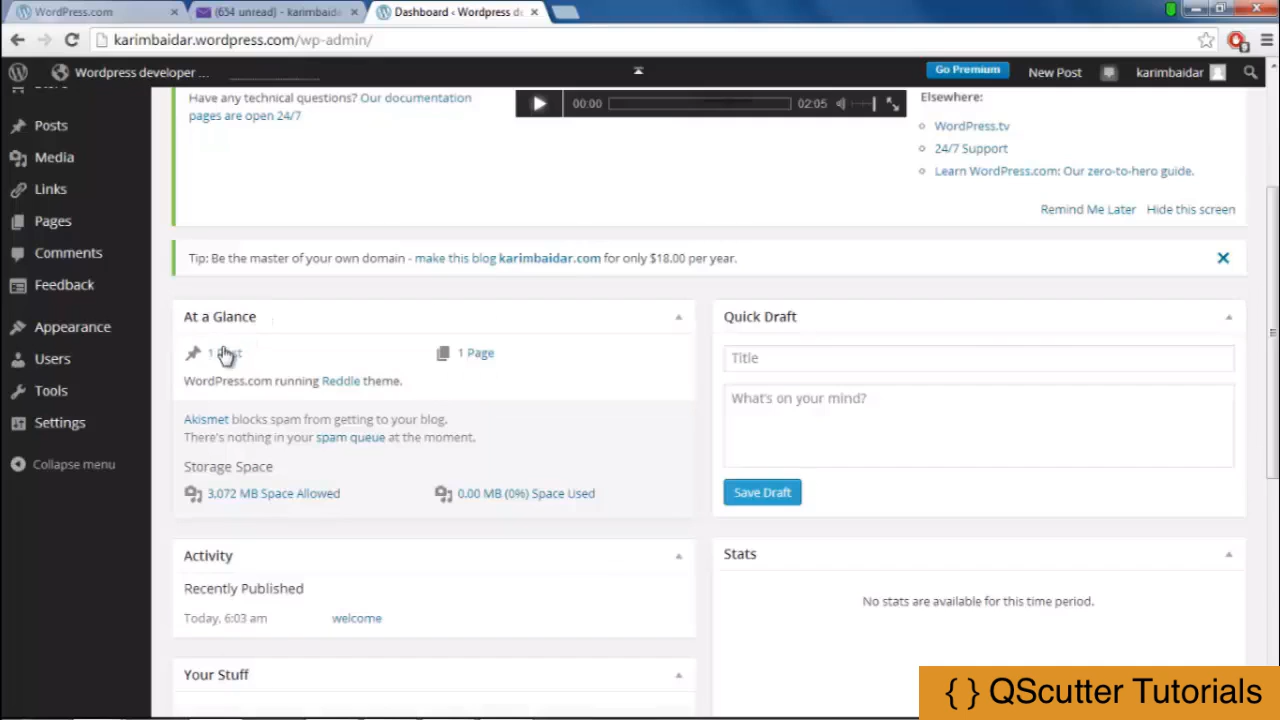 WordPress.com
(654 unread) - karimbaida
Dashboard ‹ Wordpress d
karimbaidar.wordpress.com/wp-admin/
Wordpress developer ...
Go Premium
New Post
karimbaidar
Posts
Media
Links
Pages
Comments
Feedback
Appearance
Users
Tools
Settings
Collapse menu
Have any technical questions? Our documentation
pages are open 24/7
00:00
02:05
Elsewhere:
WordPress.tv
24/7 Support
Learn WordPress.com: Our zero-to-hero guide.
Remind Me Later Hide this screen
Tip: Be the master of your own domain - make this blog karimbaidar.com for only $18.00 per year.
At a Glance
1
1 Page
WordPress.com running Reddle theme.
Akismet blocks spam from getting to your blog.
There's nothing in your spam queue at the moment.
Storage Space
3,072 MB Space Allowed
0.00 MB (0%) Space Used
Quick Draft
Title
What's on your mind?
Save Draft
Activity
Recently Published
Today, 6:03 am welcome
Stats
No stats are available for this time period.
Your Stuff
{ } QScutter Tutorials